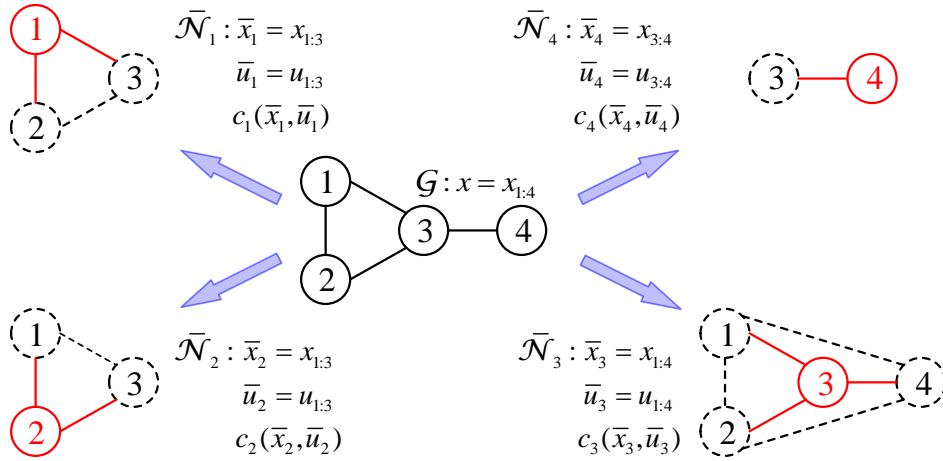 1
3
2
𝒩̄₁ : x̄₁ = x₁:₃
ū₁ = u₁:₃
c₁(x̄₁,ū₁)
𝒩̄₄ : x̄₄ = x₃:₄
ū₄ = u₃:₄
c₄(x̄₄,ū₄)
3 4
1
𝒢 : x = x₁:₄
3 4
2
1
3
2
𝒩̄₂ : x̄₂ = x₁:₃
ū₂ = u₁:₃
c₂(x̄₂,ū₂)
𝒩̄₃ : x̄₃ = x₁:₄
ū₃ = u₁:₄
c₃(x̄₃,ū₃)
1
3 4
2